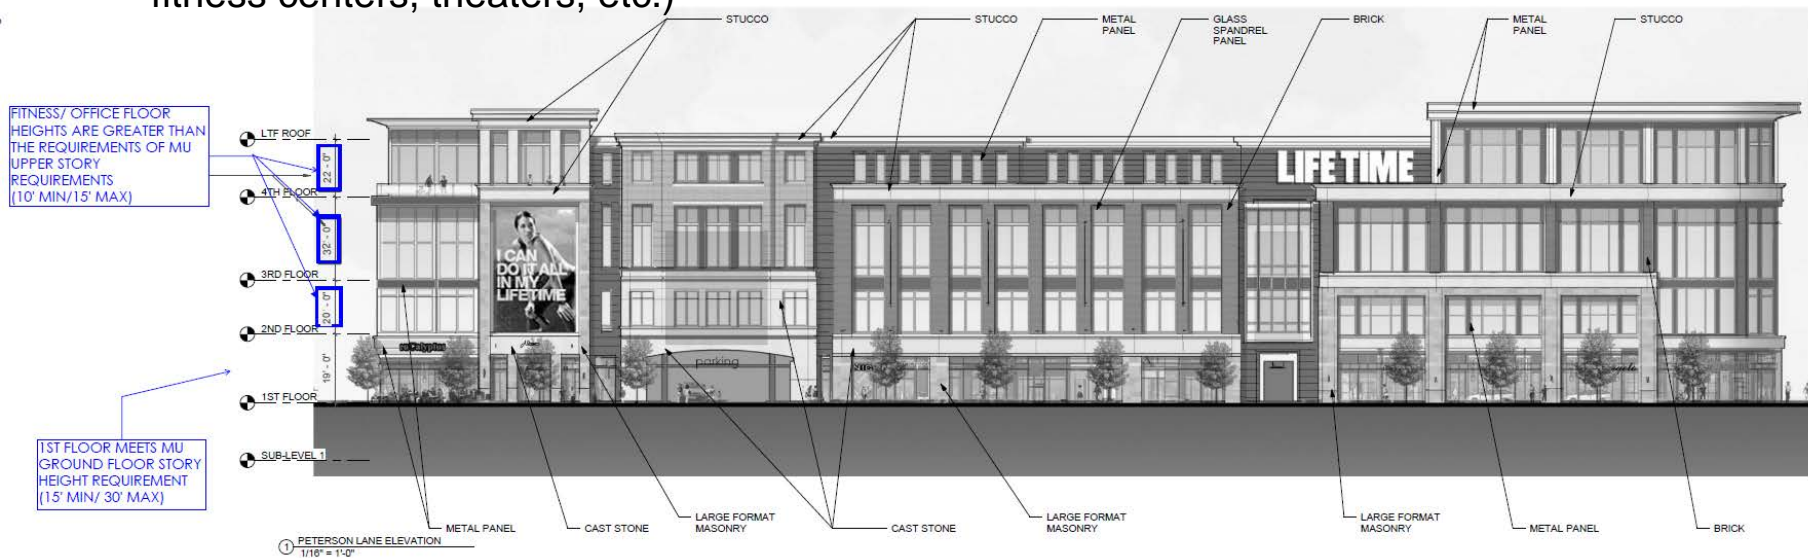 fitness centers, theaters, etc.)
STUCCO
STUCCO
METAL
PANEL
GLASS
SPANDREL
PANEL
BRICK
METAL
PANEL
STUCCO
FITNESS/ OFFICE FLOOR
HEIGHTS ARE GREATER THAN
THE REQUIREMENTS OF MU
UPPER STORY
REQUIREMENTS
(10' MIN/15' MAX)
LTF ROOF
22' - 0"
4TH FLOOR
32' - 0"
3RD FLOOR
20' - 0"
2ND FLOOR
19' - 0"
1ST FLOOR
SUB-LEVEL 1
LIFE TIME
I CAN
DO IT ALL
IN MY
LIFETIME
parking
1ST FLOOR MEETS MU
GROUND FLOOR STORY
HEIGHT REQUIREMENT
(15' MIN/ 30' MAX)
METAL PANEL
CAST STONE
LARGE FORMAT
MASONRY
CAST STONE
LARGE FORMAT
MASONRY
LARGE FORMAT
MASONRY
METAL PANEL
BRICK
1 PETERSON LANE ELEVATION
1/16" = 1'-0"